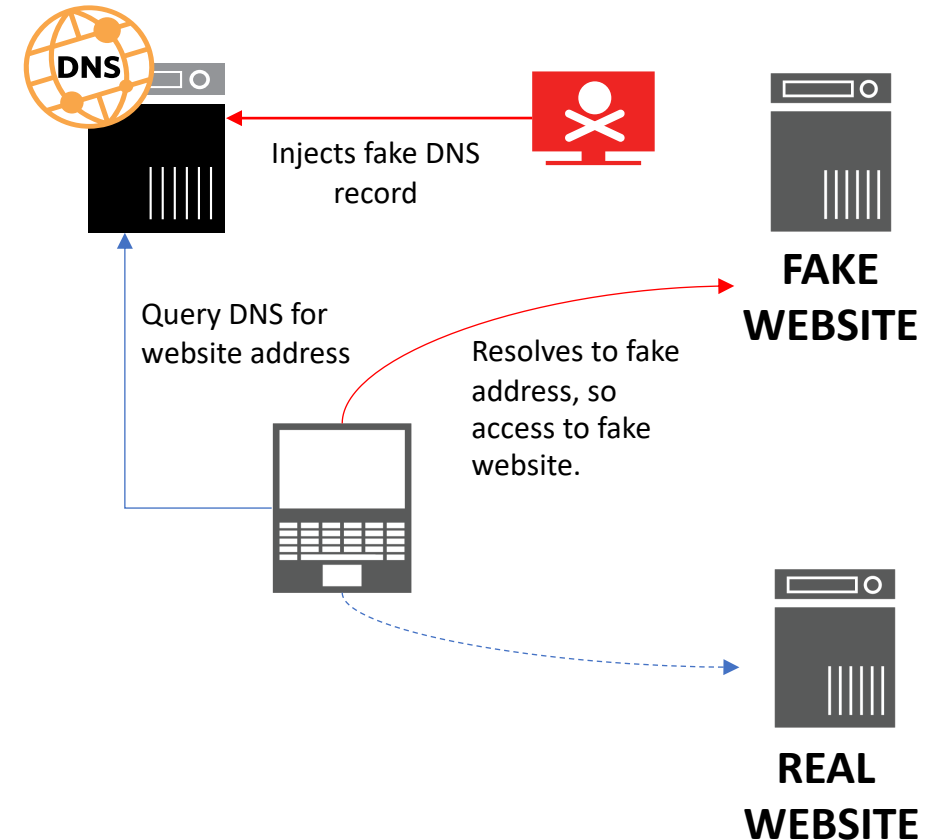 DNS
Injects fake DNS
record
FAKE
WEBSITE
Query DNS for
website address
Resolves to fake
address, so
access to fake
website.
REAL
WEBSITE